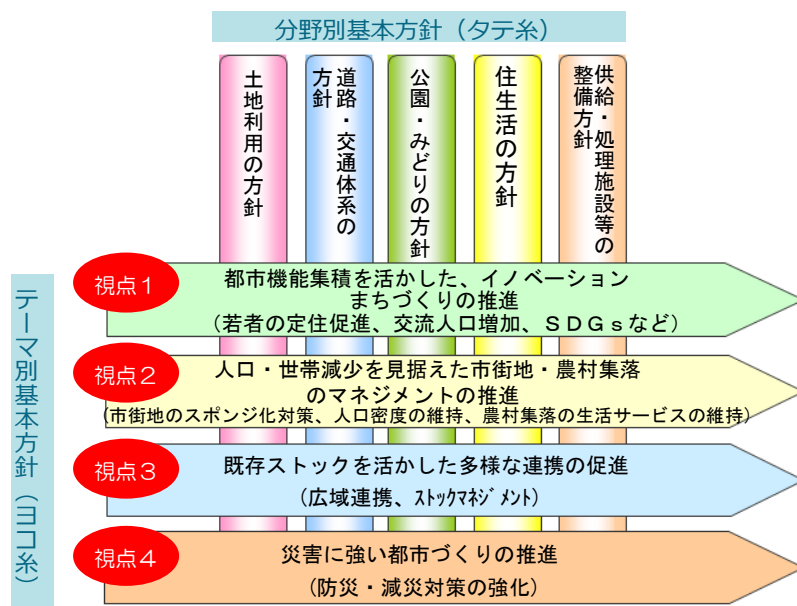 分野別基本方針（タテ糸）
土地利用の方針
道路・交通体系の
方針
公園・みどりの方針
住生活の方針
供給・処理施設等の
整備方針
テーマ別基本方針（ヨコ糸）
視点１
都市機能集積を活かした、イノベーション
まちづくりの推進
（若者の定住促進、交流人口増加、ＳＤＧｓなど）
視点２
人口・世帯減少を見据えた市街地・農村集落
のマネジメントの推進
（市街地のスポンジ化対策、人口密度の維持、農村集落の生活サービスの維持）
視点３
既存ストックを活かした多様な連携の促進
（広域連携、ｽﾄｯｸﾏﾈｼﾞﾒﾝﾄ）
視点４
災害に強い都市づくりの推進
（防災・減災対策の強化）